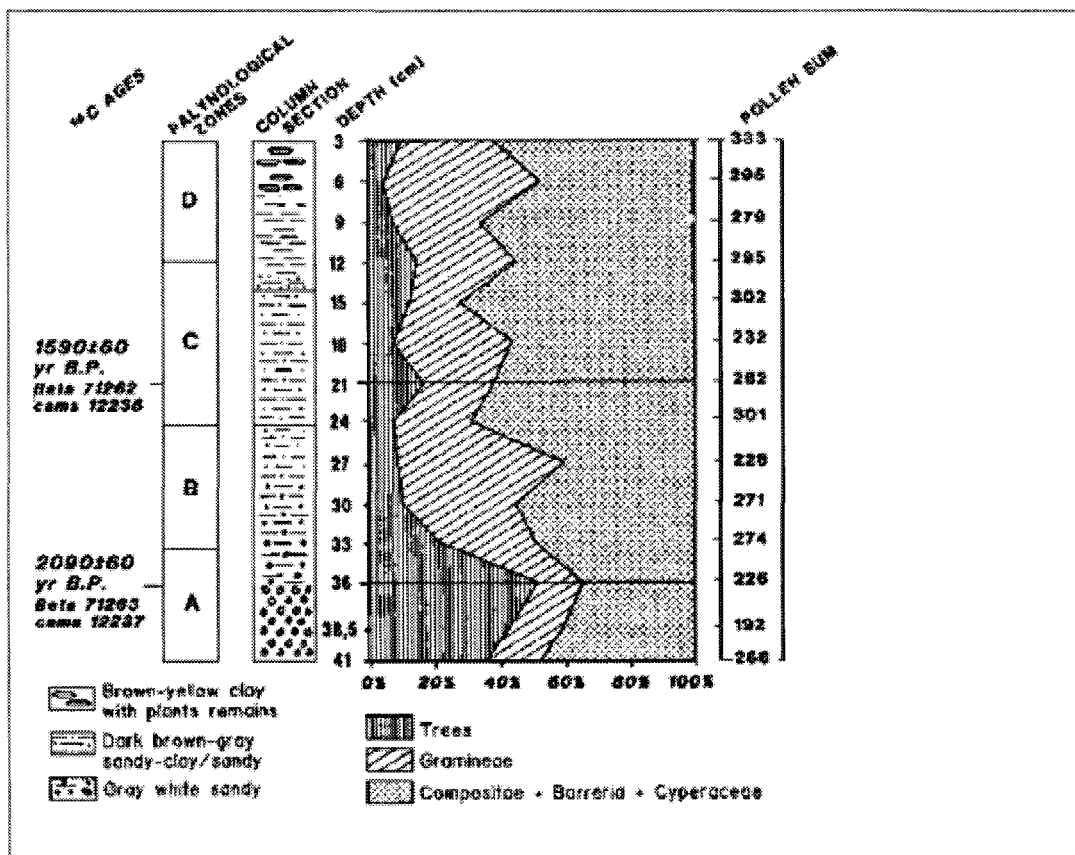 14C AGES
PALYNOLOGICAL
ZONES
COLUMN
SECTION
DEPTH (cm)
POLLEN SUM
D
C
B
A
1590±60
yr B.P.
Beta 71262
cams 12236
2090±60
yr B.P.
Beta 71263
cams 12237
3
6
9
12
15
18
21
24
27
30
33
36
38,5
41
0%
20%
40%
60%
80%
100%
333
295
279
295
302
232
262
301
226
271
274
226
192
266
Brown-yellow clay
with plants remains
Dark brown-gray
sandy-clay/sandy
Gray white sandy
Trees
Gramineae
Compositae + Borreria + Cyperaceae